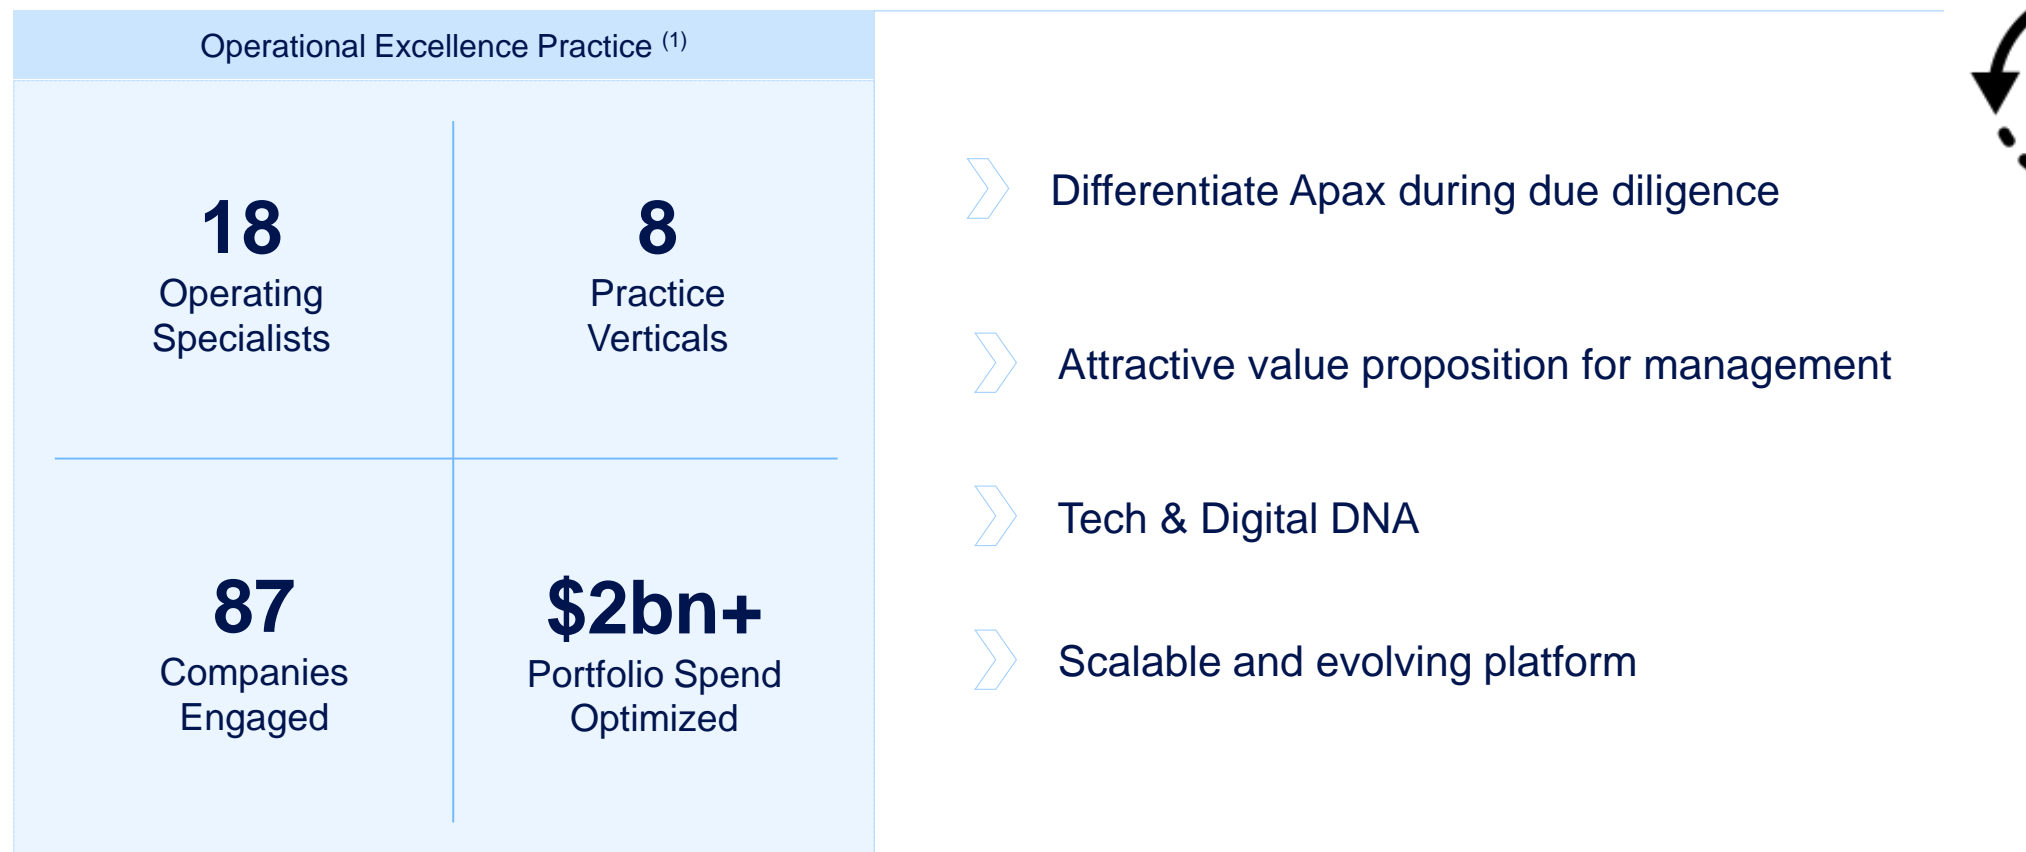 Operational Excellence Practice (1)
18
Operating
Specialists
8
Practice
Verticals
87
Companies
Engaged
$2bn+
Portfolio Spend
Optimized
Differentiate Apax during due diligence
Attractive value proposition for management
Tech & Digital DNA
Scalable and evolving platform